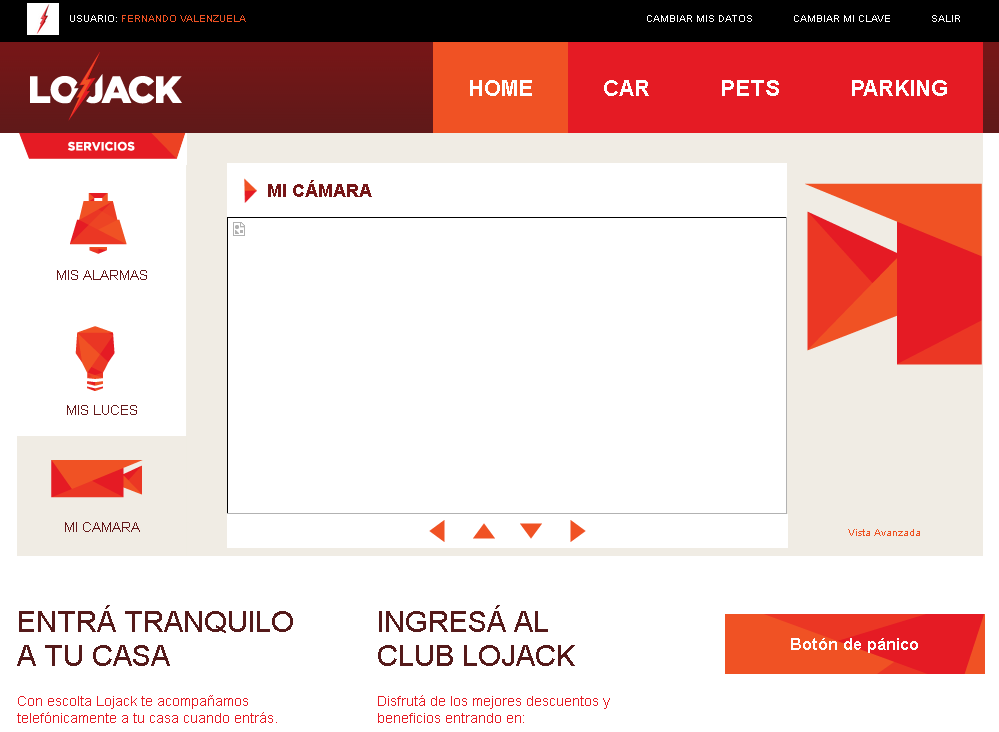 USUARIO: FERNANDO VALENZUELA
CAMBIAR MIS DATOS
CAMBIAR MI CLAVE
SALIR
LOJACK
HOME
CAR
PETS
PARKING
SERVICIOS
MIS ALARMAS
MIS LUCES
MI CAMARA
MI CÁMARA
Vista Avanzada
ENTRÁ TRANQUILO
A TU CASA
Con escolta Lojack te acompañamos
telefónicamente a tu casa cuando entrás.
INGRESÁ AL
CLUB LOJACK
Disfrutá de los mejores descuentos y
beneficios entrando en:
Botón de pánico